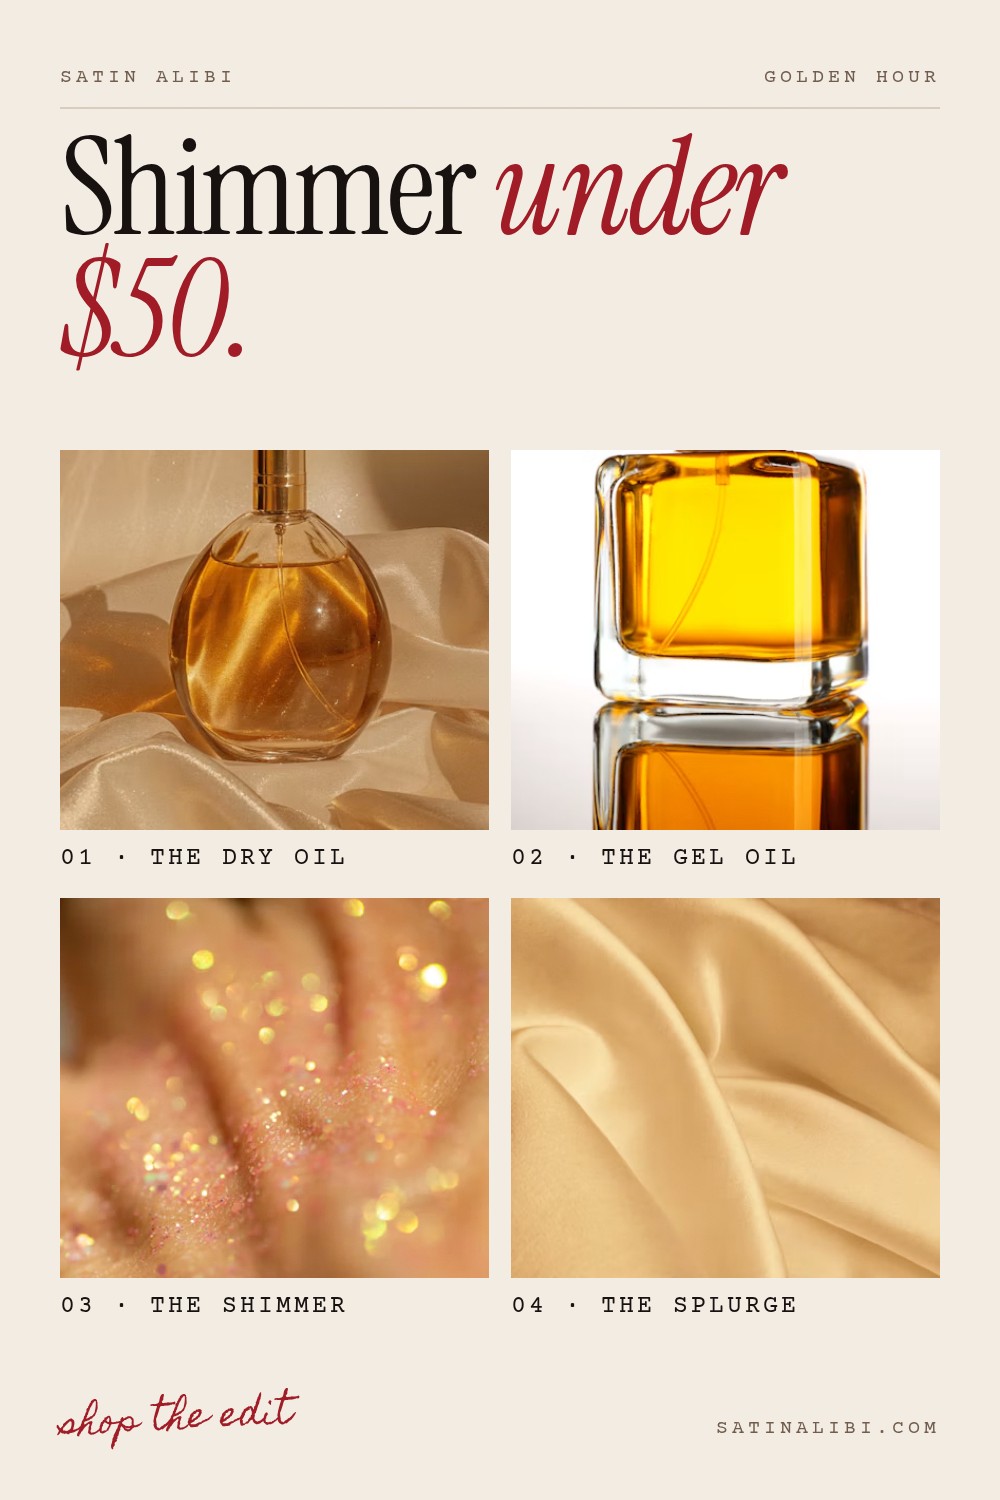 SATIN ALIBI
GOLDEN HOUR
Shimmer under
$50.
01 · THE DRY OIL
02 · THE GEL OIL
03 · THE SHIMMER
04 · THE SPLURGE
shop the edit
SATINALIBI.COM